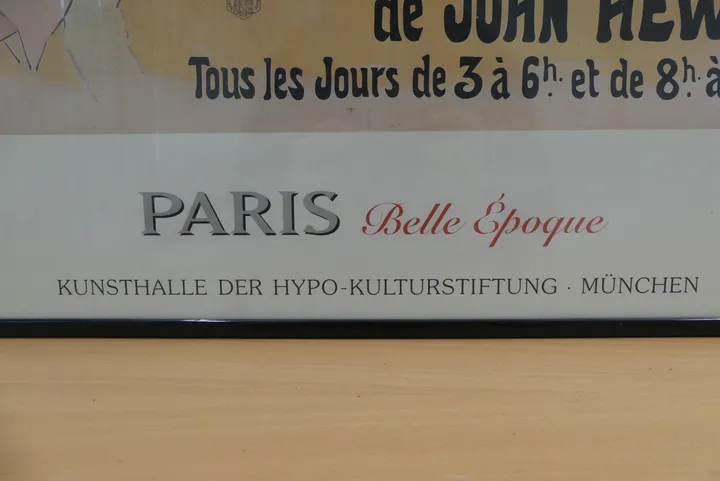 de JOHN HEW
Tous les Jours de 3 à 6h. et de 8h. à
PARIS Belle Époque
KUNSTHALLE DER HYPO-KULTURSTIFTUNG · MÜNCHEN